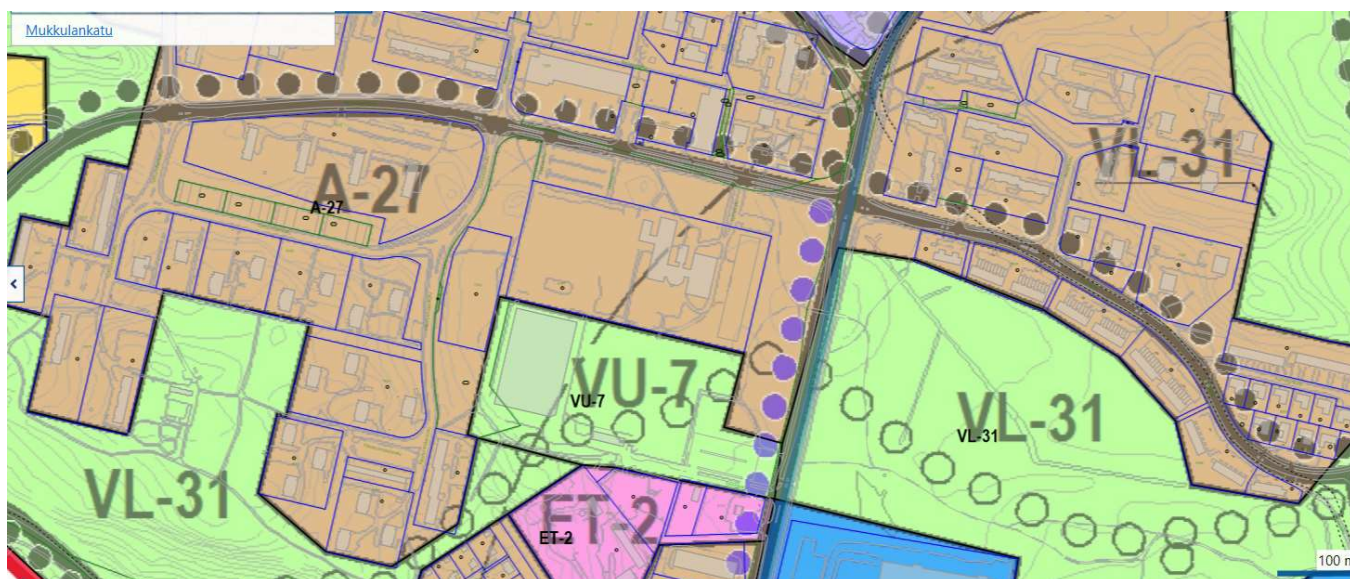 Mukkulankatu
VL-31
A-27
A-27
VU-7
VU-7
VL-31
VL-31
VL-31
ET-2
ET-2
100 m